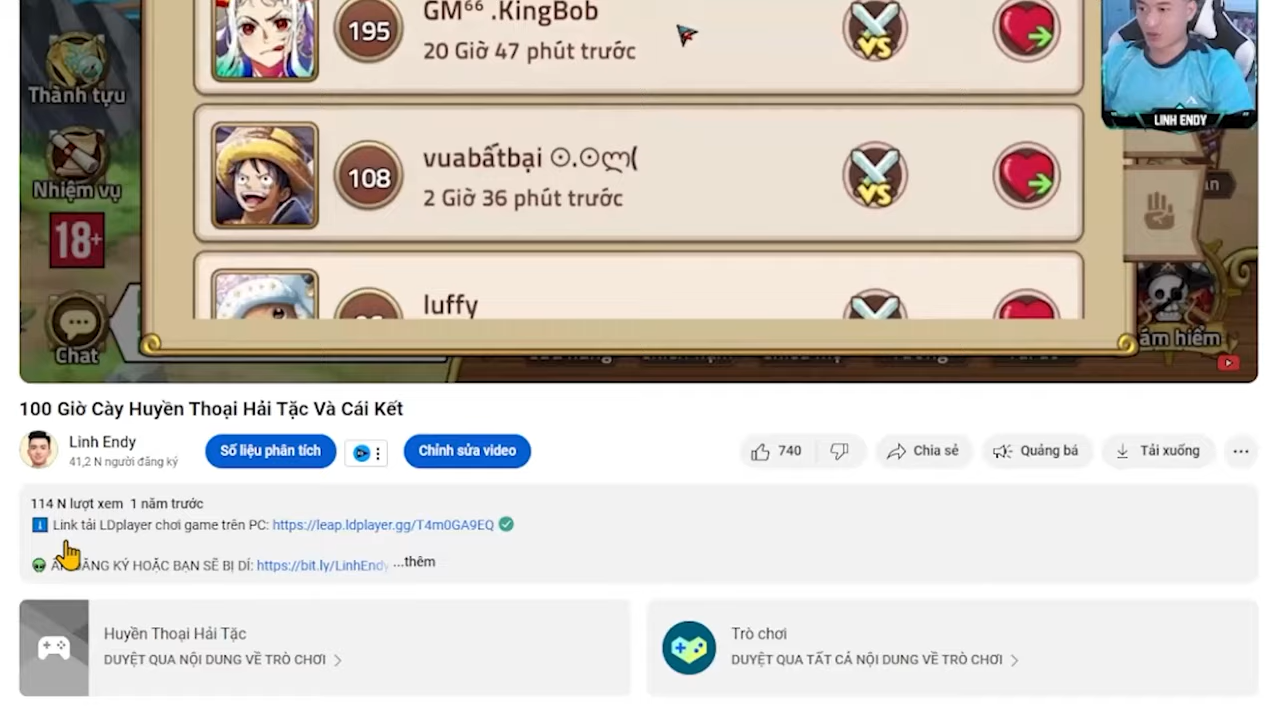 GM⁶⁶ .KingBob
195
20 Giờ 47 phút trước
VS
Thành tựu
LINH ENDY
vuabấtbại ⊙.⊙ლ(
108
2 Giờ 36 phút trước
VS
Nhiệm vụ
18+
luffy
Chat
ám hiểm
100 Giờ Cày Huyền Thoại Hải Tặc Và Cái Kết
Linh Endy
41,2 N người đăng ký
Số liệu phân tích
Chỉnh sửa video
740
Chia sẻ
Quảng bá
Tải xuống
114 N lượt xem 1 năm trước
Link tải LDplayer chơi game trên PC: https://leap.ldplayer.gg/T4m0GA9EQ
ĐĂNG KÝ HOẶC BẠN SẼ BỊ DÍ: https://bit.ly/LinhEndy ...thêm
Huyền Thoại Hải Tặc
DUYỆT QUA NỘI DUNG VỀ TRÒ CHƠI
Trò chơi
DUYỆT QUA TẤT CẢ NỘI DUNG VỀ TRÒ CHƠI